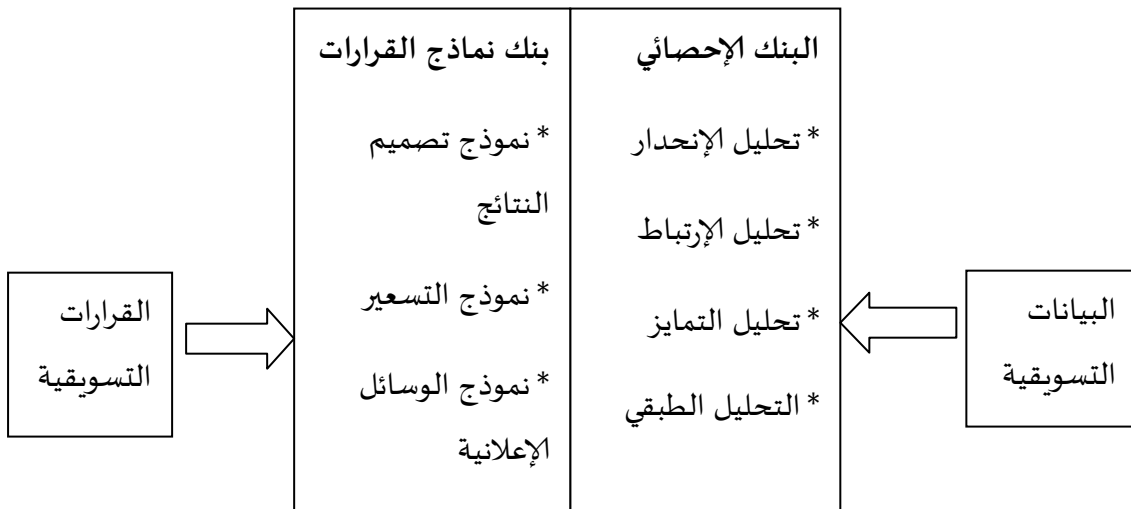 البنك الإحصائي
* تحليل الإنحدار
* تحليل الإرتباط
* تحليل التمايز
* التحليل الطبقي
بنك نماذج القرارات
* نموذج تصميم
النتائج
* نموذج التسعير
* نموذج الوسائل
الإعلانية
البيانات
التسويقية
القرارات
التسويقية